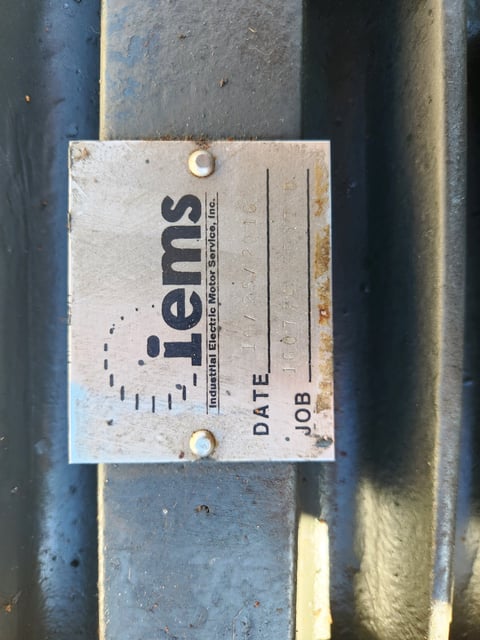 iems
Industrial Electric Motor Service, Inc.
DATE
JOB